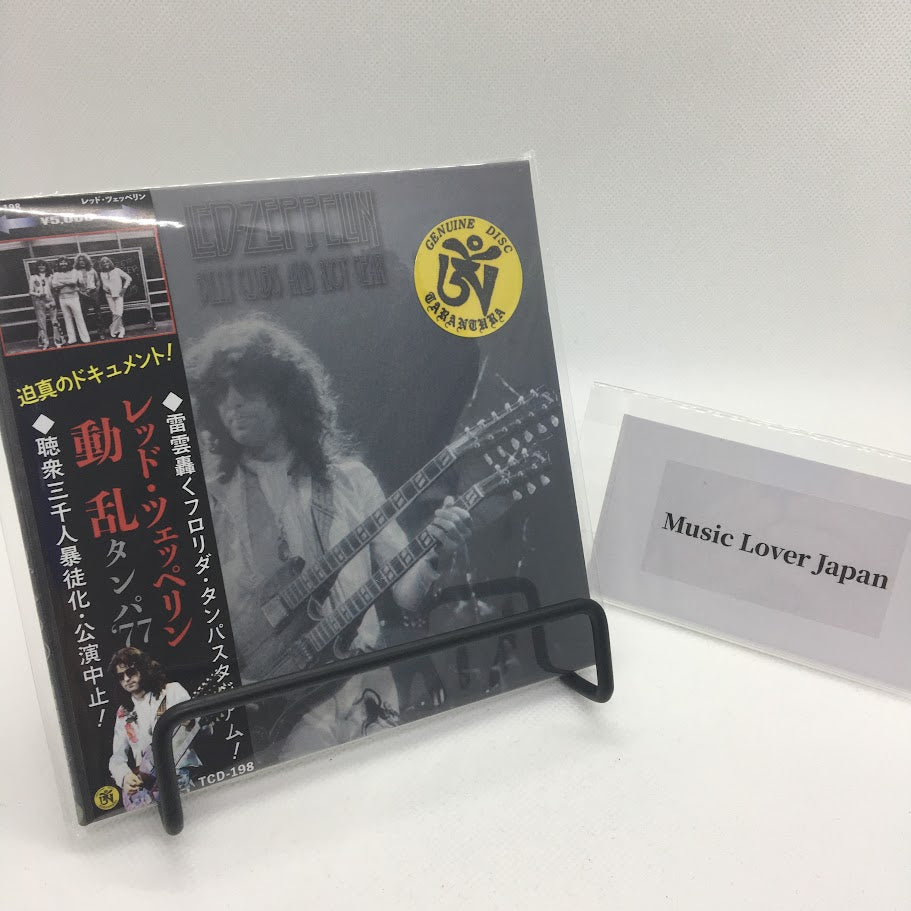 レッド・ツェッペリン
迫真のドキュメント!
◆雷雲轟くフロリダ・タンパスタジアム!
レッド・ツェッペリン
動乱タンパ'77
◆聴衆三千人暴徒化・公演中止!
TCD-198
LED ZEPPELIN
GENUINE DISC
TARANTURA
Music Lover Japan